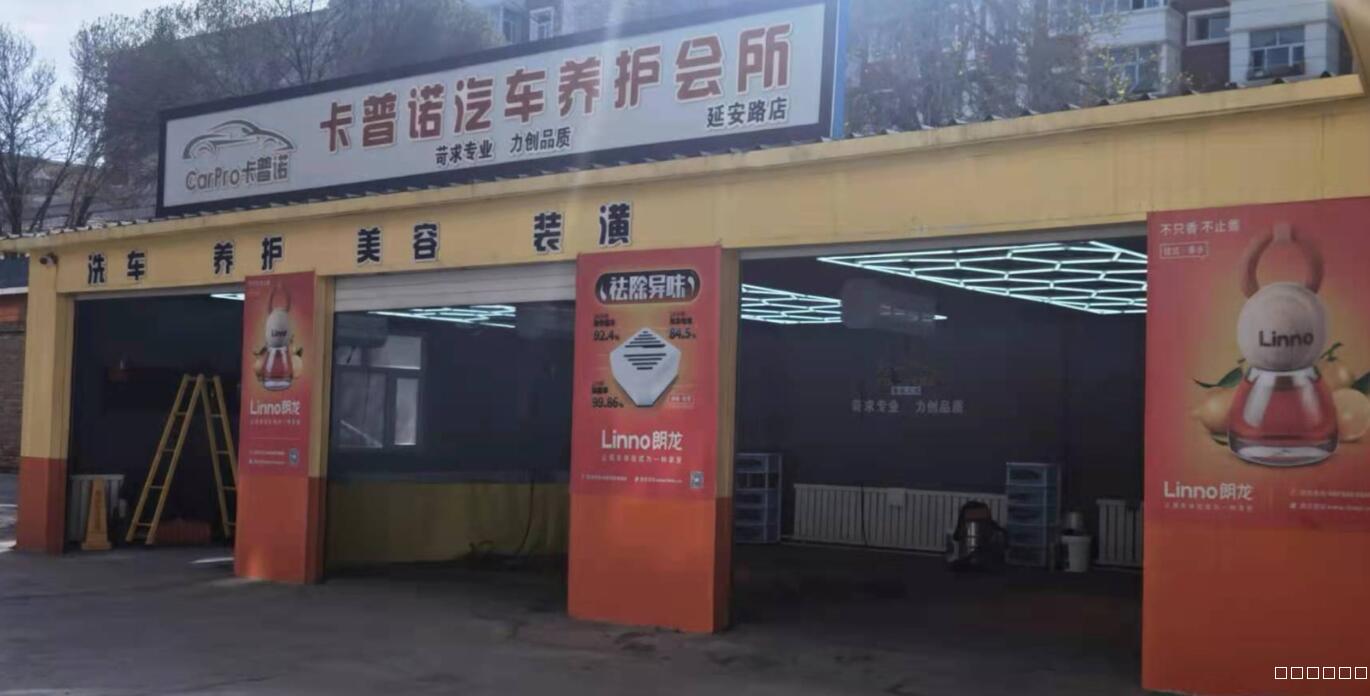 卡普诺汽车养护会所
CarPro卡普诺
苛求专业 力创品质
延安路店
洗车 养护 美容 装潢
Linno
Linno朗龙
祛除异味
92.4%
84.5%
99.86%
Linno朗龙
苛求专业 力创品质
不只香 不止酱
Linno
Linno朗龙